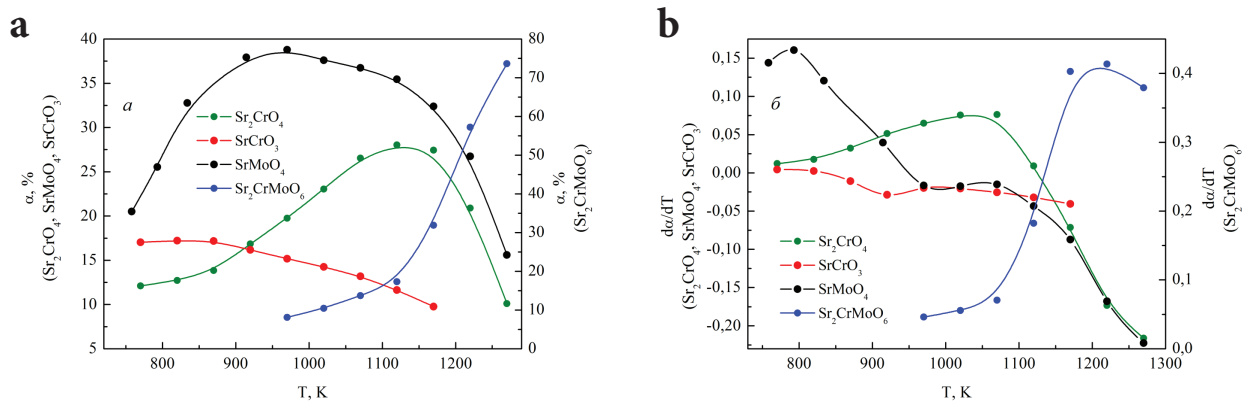 a
α, %
(Sr₂CrO₄, SrMoO₄, SrCrO₃)
40
35
30
25
20
15
10
5
а
Sr₂CrO₄
SrCrO₃
SrMoO₄
Sr₂CrMoO₆
80
70
60
50
40
30
20
10
0
α, %
(Sr₂CrMoO₆)
800 900 1000 1100 1200
T, K
b
dα/dT
(Sr₂CrO₄, SrMoO₄, SrCrO₃)
0,15
0,10
0,05
0,00
-0,05
-0,10
-0,15
-0,20
б
Sr₂CrO₄
SrCrO₃
SrMoO₄
Sr₂CrMoO₆
0,4
0,3
0,2
0,1
0,0
dα/dT
(Sr₂CrMoO₆)
800 900 1000 1100 1200 1300
T, K